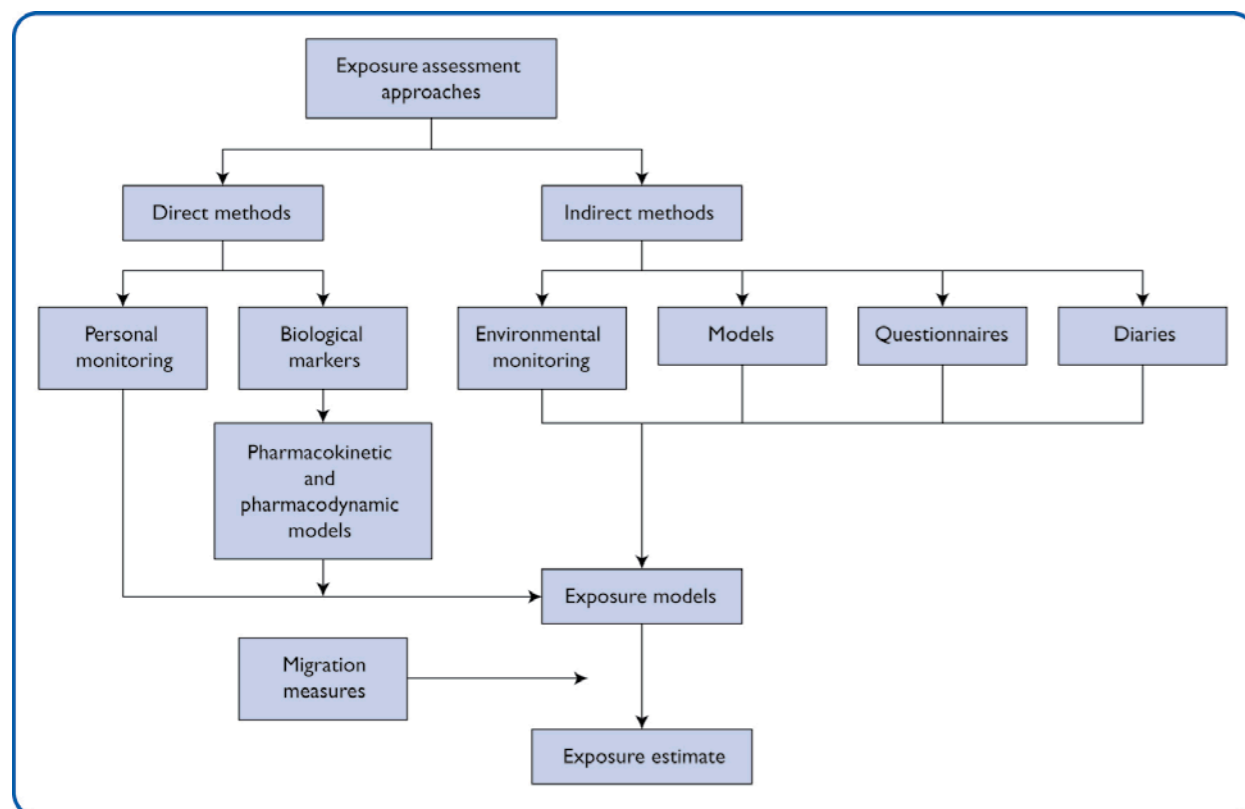 Exposure assessment
approaches
Direct methods
Indirect methods
Personal
monitoring
Biological
markers
Environmental
monitoring
Models
Questionnaires
Diaries
Pharmacokinetic
and
pharmacodynamic
models
Exposure models
Migration
measures
Exposure estimate